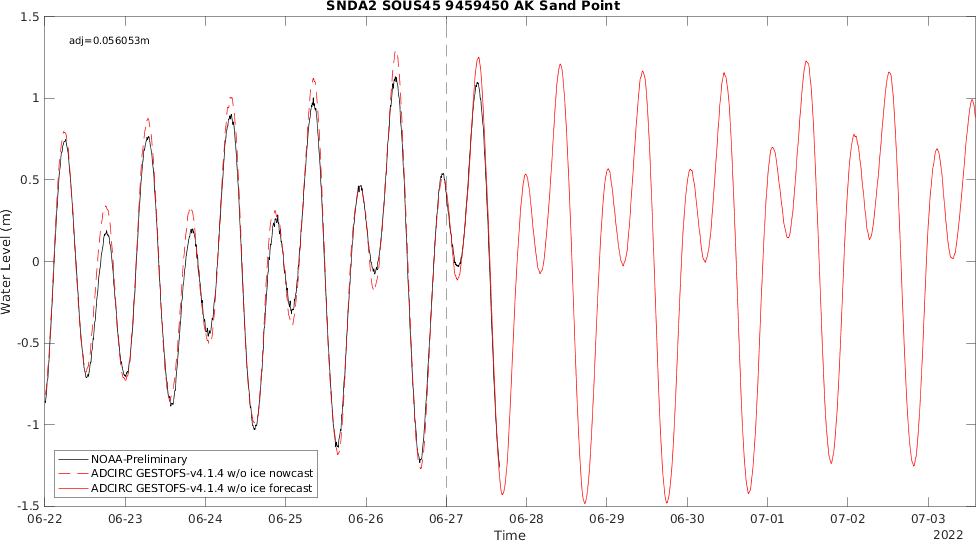 SNDA2 SOUS45 9459450 AK Sand Point
adj=0.056053m
1.5
1
0.5
0
-0.5
-1
-1.5
Water Level (m)
NOAA-Preliminary
ADCIRC GESTOFS-v4.1.4 w/o ice nowcast
ADCIRC GESTOFS-v4.1.4 w/o ice forecast
06-22 06-23 06-24 06-25 06-26 06-27 06-28 06-29 06-30 07-01 07-02 07-03
Time
2022